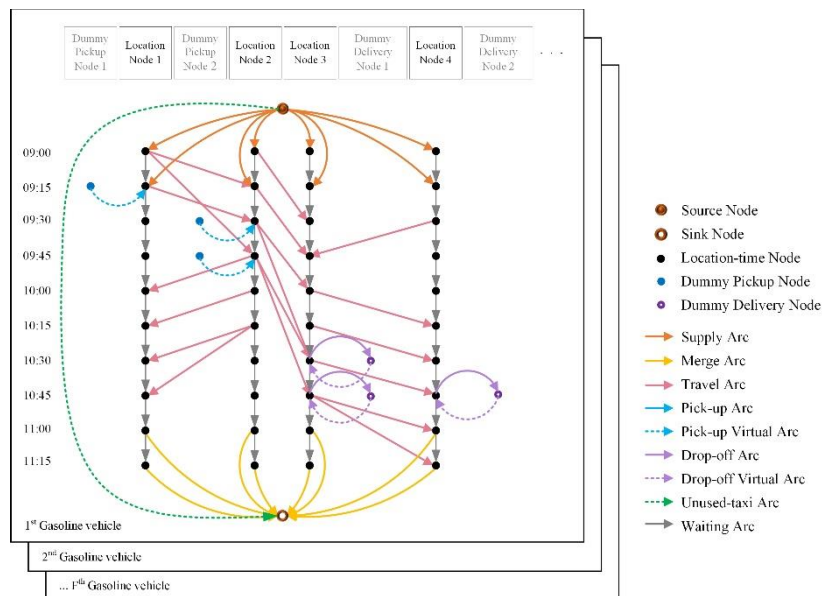 Dummy
Pickup
Node 1
Location
Node 1
Dummy
Pickup
Node 2
Location
Node 2
Location
Node 3
Dummy
Delivery
Node 1
Location
Node 4
Dummy
Delivery
Node 2
. . .
09:00
09:15
09:30
09:45
10:00
10:15
10:30
10:45
11:00
11:15
1st Gasoline vehicle
2nd Gasoline vehicle
... Fth Gasoline vehicle
Source Node
Sink Node
Location-time Node
Dummy Pickup Node
Dummy Delivery Node
Supply Arc
Merge Arc
Travel Arc
Pick-up Arc
Pick-up Virtual Arc
Drop-off Arc
Drop-off Virtual Arc
Unused-taxi Arc
Waiting Arc